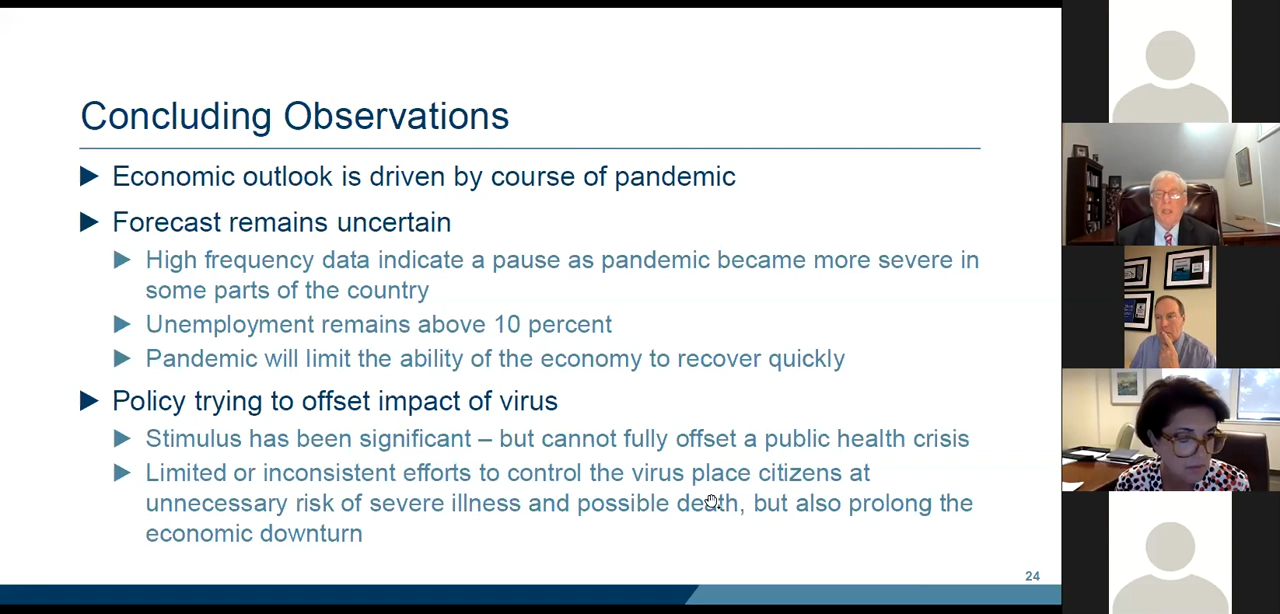 Concluding Observations
Economic outlook is driven by course of pandemic
Forecast remains uncertain
High frequency data indicate a pause as pandemic became more severe in
some parts of the country
Unemployment remains above 10 percent
Pandemic will limit the ability of the economy to recover quickly
Policy trying to offset impact of virus
Stimulus has been significant – but cannot fully offset a public health crisis
Limited or inconsistent efforts to control the virus place citizens at
unnecessary risk of severe illness and possible death, but also prolong the
economic downturn
24